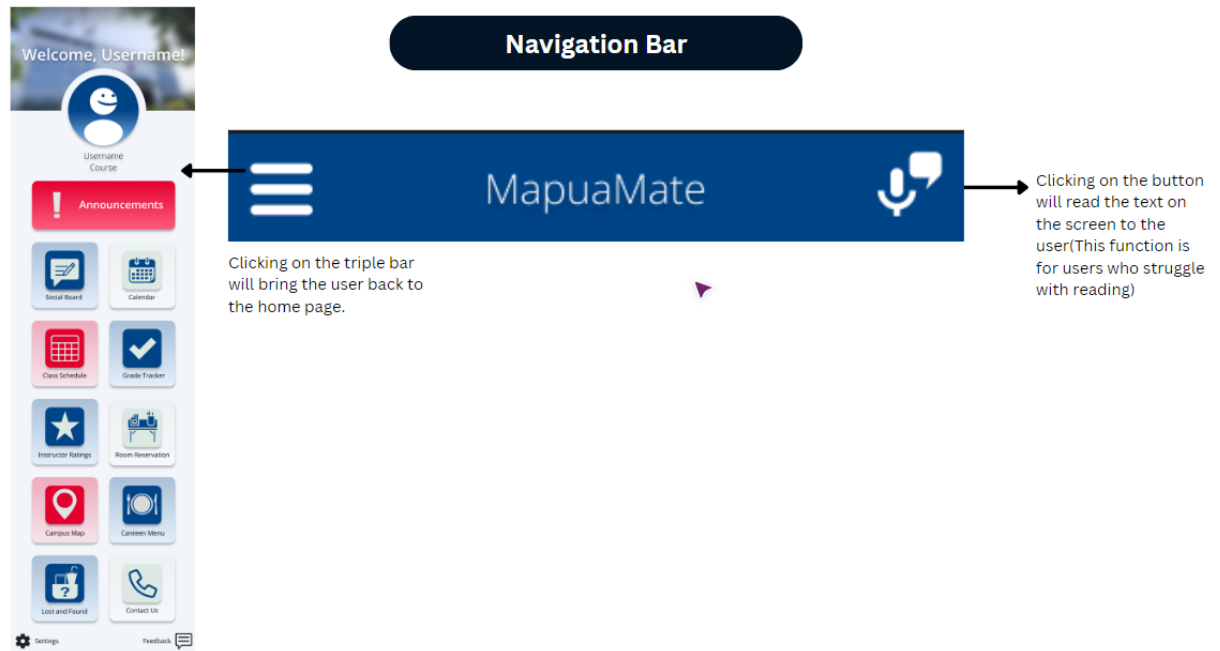 Navigation Bar
Welcome, Username!
Username
Course
! Announcements
Social Board
Calendar
Class Schedule
Grade Tracker
Instructor Ratings
Room Reservation
Campus Map
Canteen Menu
?
Lost and Found
Contact Us
Settings
Feedback
MapuaMate
Clicking on the triple bar
will bring the user back to
the home page.
Clicking on the button
will read the text on
the screen to the
user(This function is
for users who struggle
with reading)